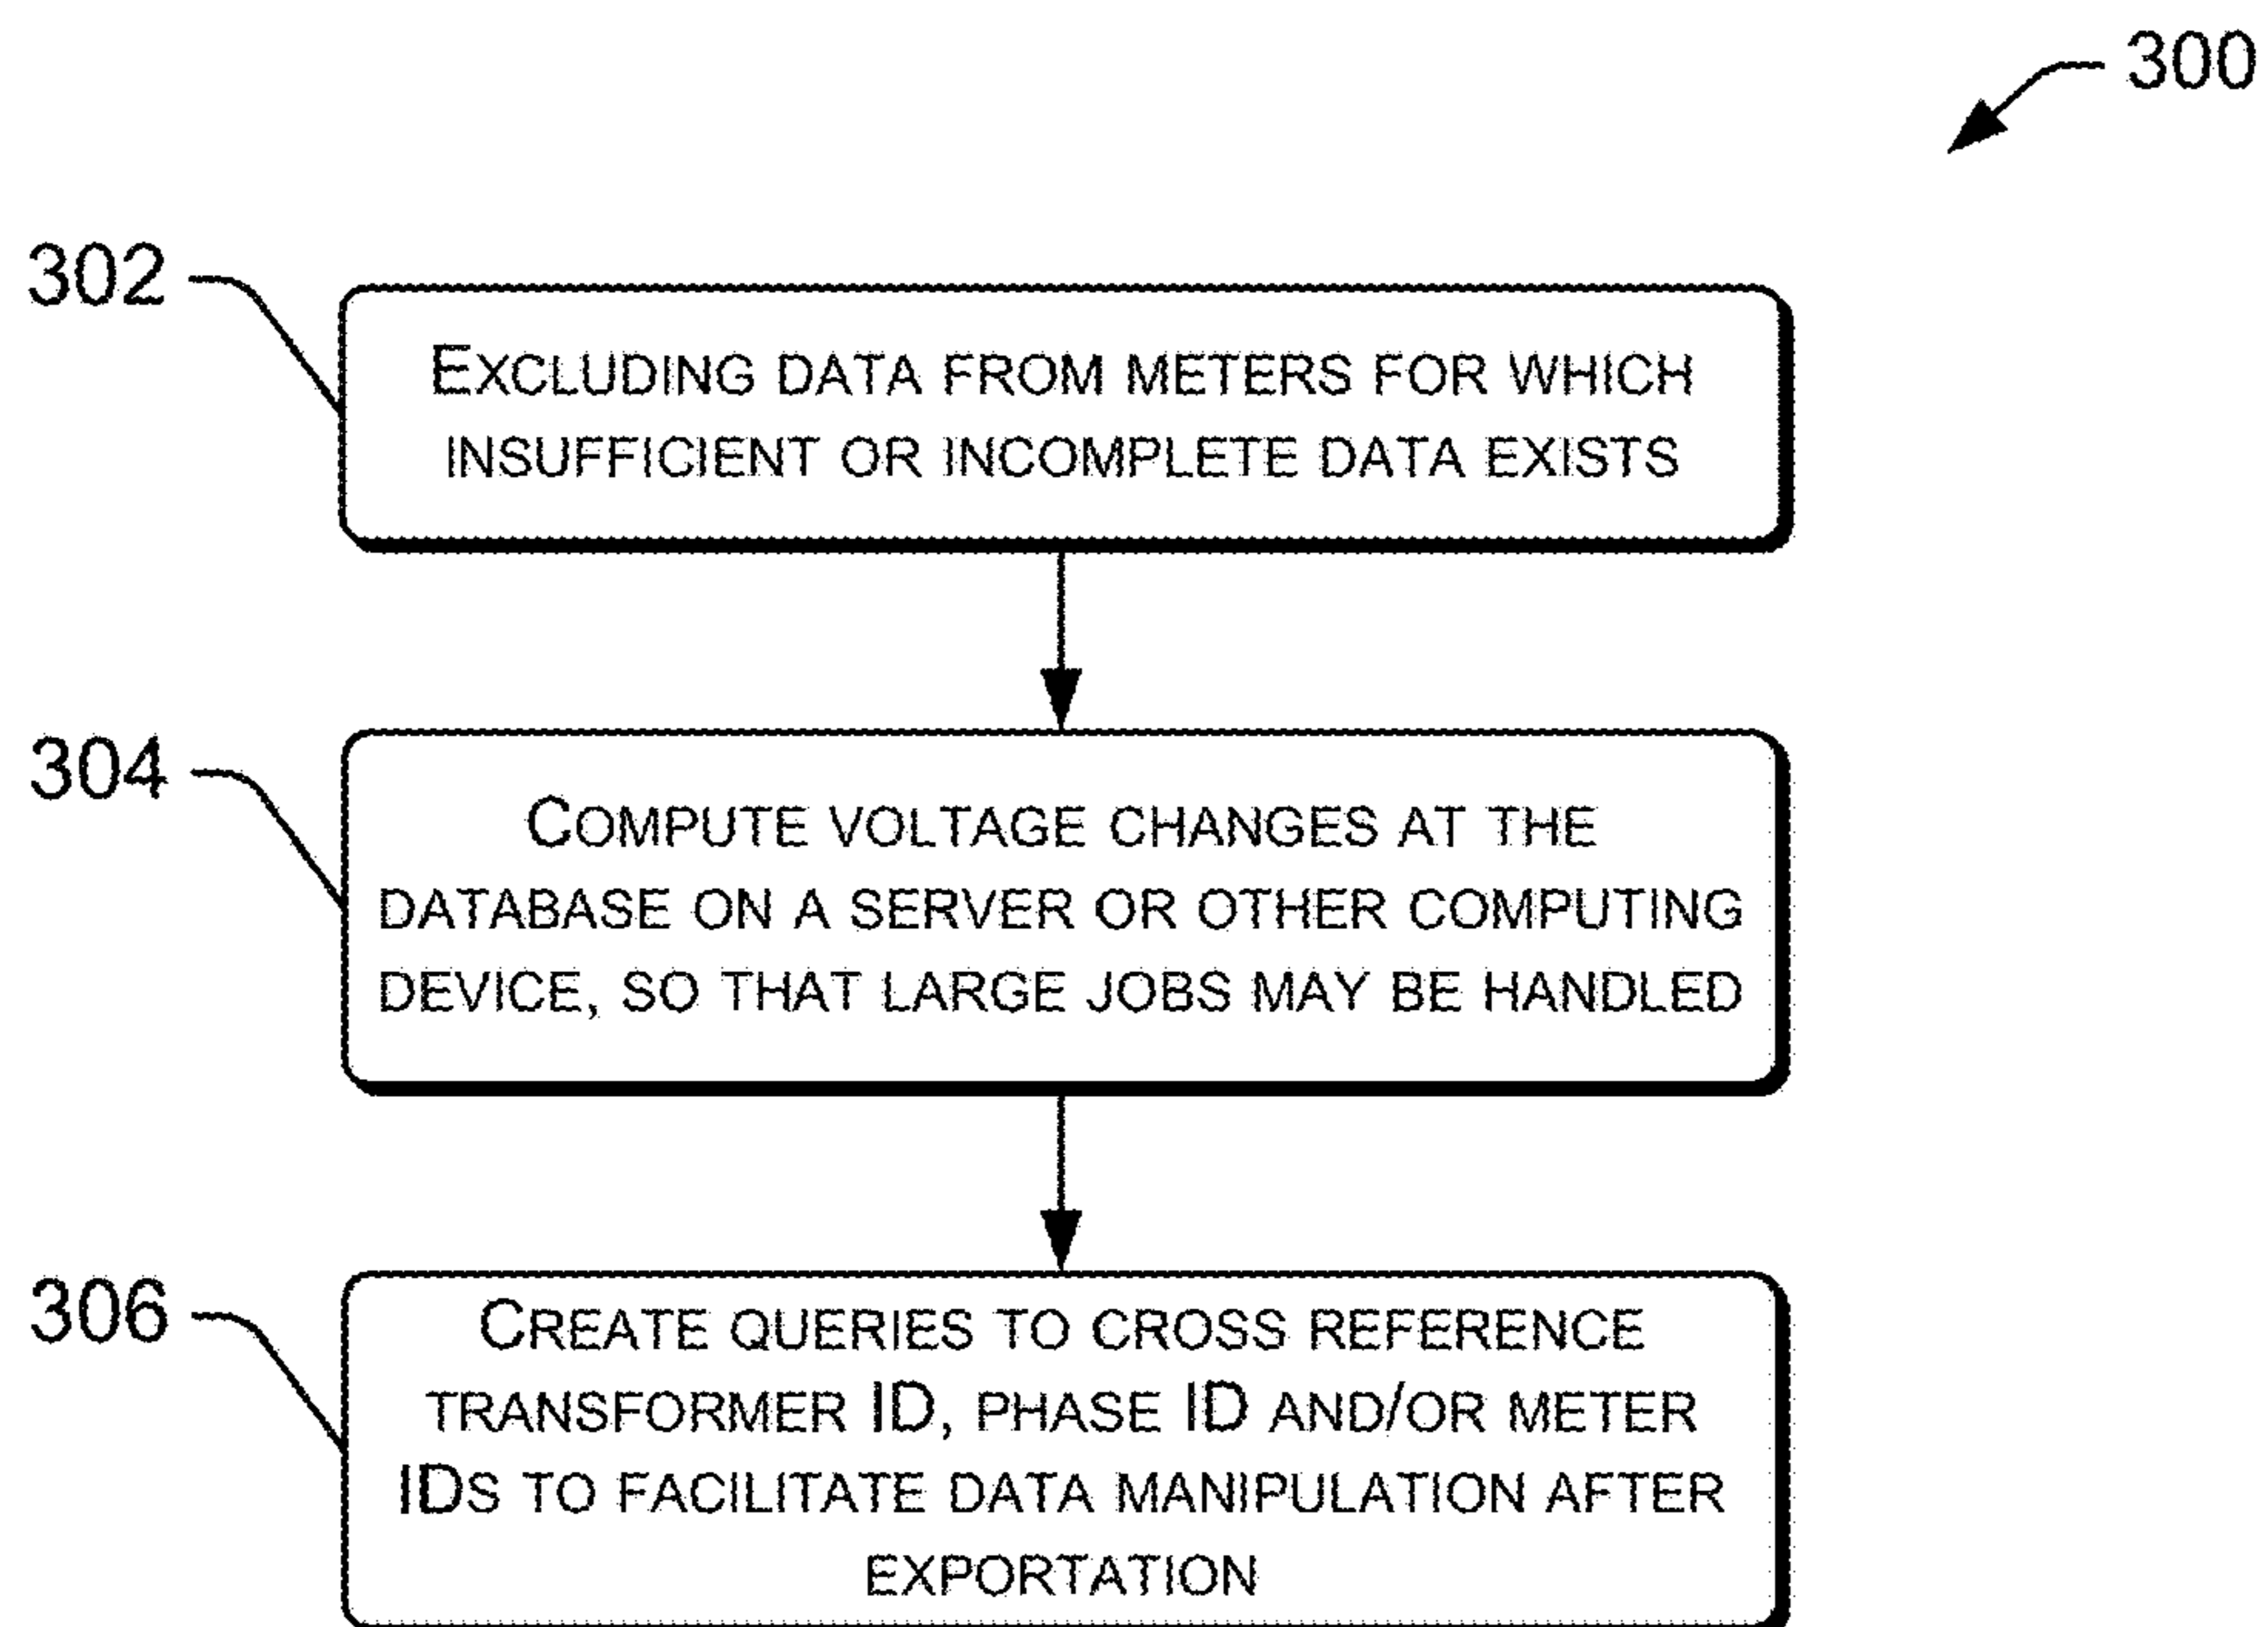 300
302
EXCLUDING DATA FROM METERS FOR WHICH
INSUFFICIENT OR INCOMPLETE DATA EXISTS
304
COMPUTE VOLTAGE CHANGES AT THE
DATABASE ON A SERVER OR OTHER COMPUTING
DEVICE, SO THAT LARGE JOBS MAY BE HANDLED
306
CREATE QUERIES TO CROSS REFERENCE
TRANSFORMER ID, PHASE ID AND/OR METER
IDS TO FACILITATE DATA MANIPULATION AFTER
EXPORTATION